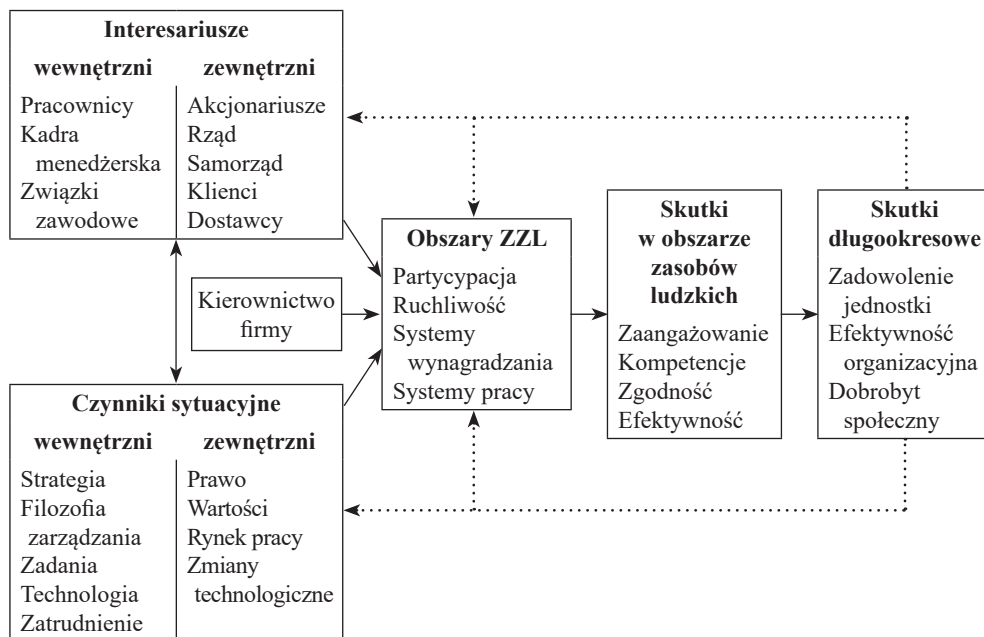 Interesariusze
wewnętrzni
Pracownicy
Kadra
menedżerska
Związki
zawodowe
zewnętrzni
Akcjonariusze
Rząd
Samorząd
Klienci
Dostawcy
Kierownictwo
firmy
Czynniki sytuacyjne
wewnętrzni
Strategia
Filozofia
zarządzania
Zadania
Technologia
Zatrudnienie
zewnętrzni
Prawo
Wartości
Rynek pracy
Zmiany
technologiczne
Obszary ZZL
Partycypacja
Ruchliwość
Systemy
wynagradzania
Systemy pracy
Skutki
w obszarze
zasobów
ludzkich
Zaangażowanie
Kompetencje
Zgodność
Efektywność
Skutki
długookresowe
Zadowolenie
jednostki
Efektywność
organizacyjna
Dobrobyt
społeczny